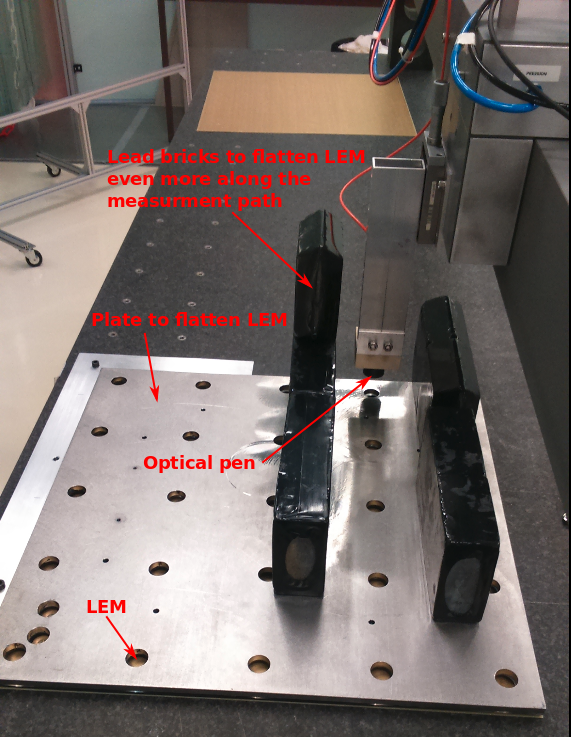 Lead bricks to flatten LEM
even more along the
measurment path
Plate to flatten LEM
Optical pen
LEM